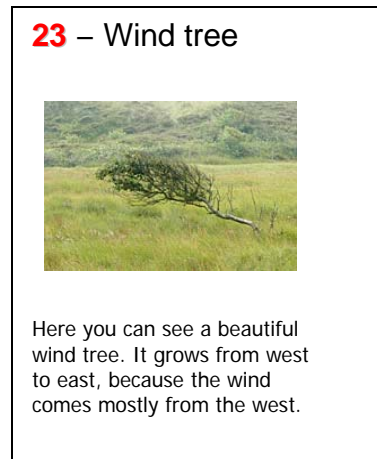 23 – Wind tree
Here you can see a beautiful
wind tree. It grows from west
to east, because the wind
comes mostly from the west.